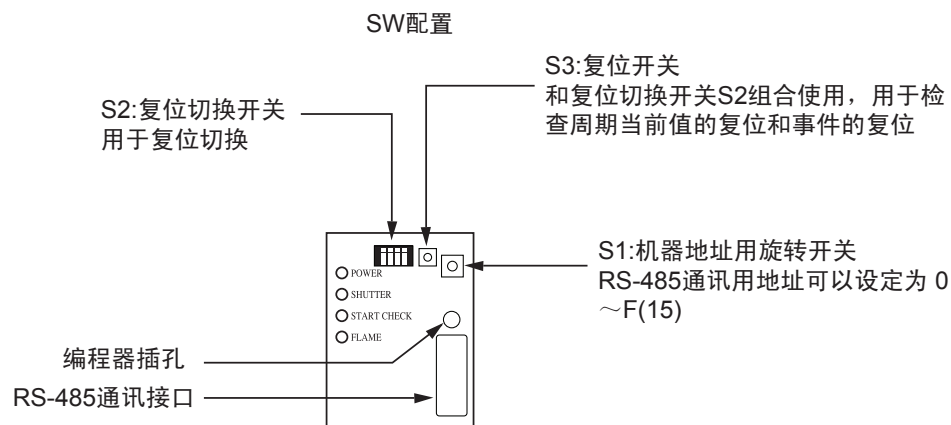 SW配置
S3:复位开关
和复位切换开关S2组合使用，用于检
查周期当前值的复位和事件的复位
S2:复位切换开关
用于复位切换
S1:机器地址用旋转开关
RS-485通讯用地址可以设定为 0
～F(15)
POWER
SHUTTER
START CHECK
FLAME
编程器插孔
RS-485通讯接口